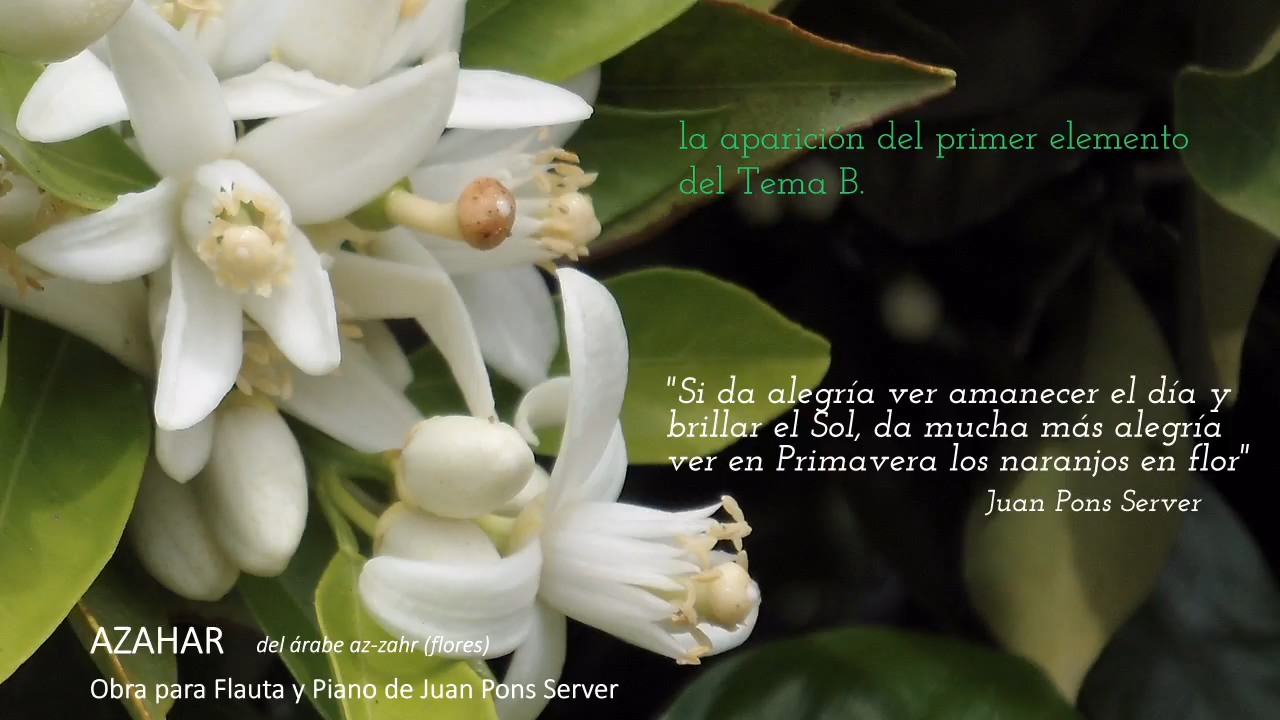 la aparición del primer elemento
del Tema B.
"Si da alegría ver amanecer el día y
brillar el Sol, da mucha más alegría
ver en Primavera los naranjos en flor"
Juan Pons Server
AZAHAR del árabe az-zahr (flores)
Obra para Flauta y Piano de Juan Pons Server